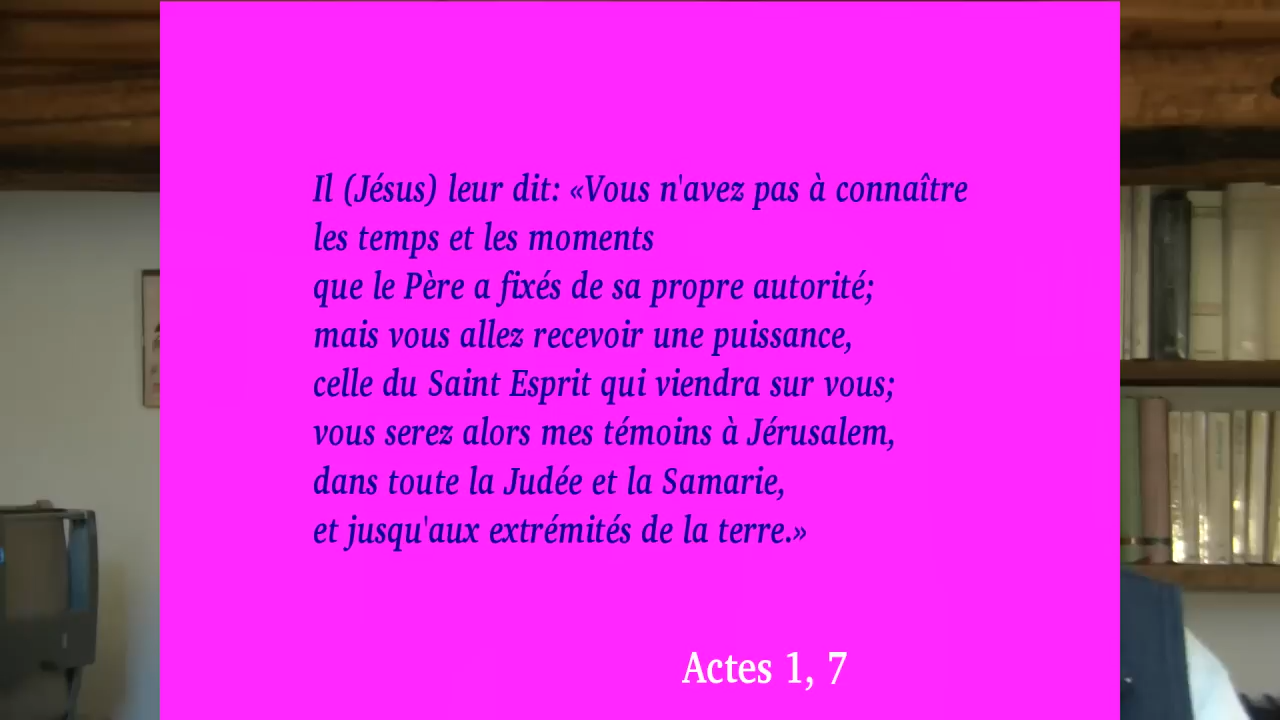 Il (Jésus) leur dit: «Vous n'avez pas à connaître
les temps et les moments
que le Père a fixés de sa propre autorité;
mais vous allez recevoir une puissance,
celle du Saint Esprit qui viendra sur vous;
vous serez alors mes témoins à Jérusalem,
dans toute la Judée et la Samarie,
et jusqu'aux extrémités de la terre.»
Actes 1, 7